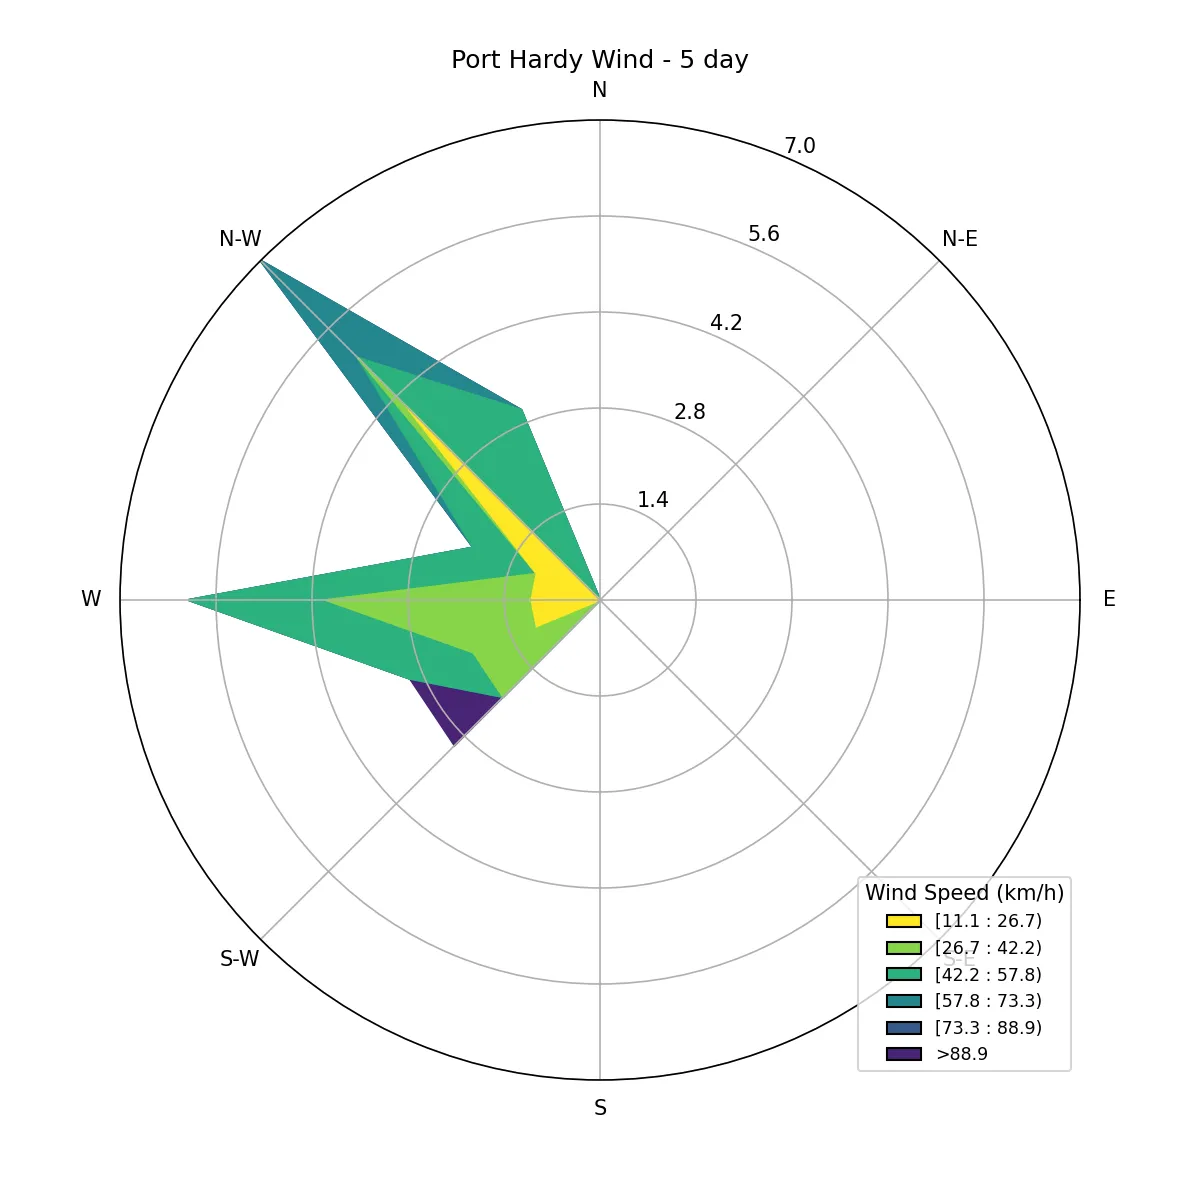 Port Hardy Wind - 5 day
N
7.0
N-W
N-E
5.6
4.2
2.8
1.4
W
E
Wind Speed (km/h)
[11.1 : 26.7)
[26.7 : 42.2)
S-W
S-E
[42.2 : 57.8)
[57.8 : 73.3)
[73.3 : 88.9)
>88.9
S